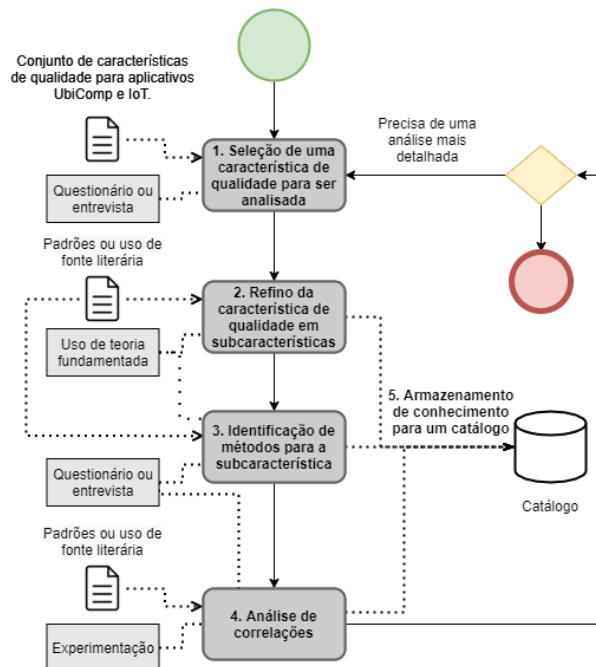 Conjunto de características
de qualidade para aplicativos
UbiComp e IoT.
Precisa de uma
análise mais
detalhada
1. Seleção de uma
característica de
qualidade para ser
analisada
Questionário ou
entrevista
Padrões ou uso de
fonte literária
2. Refino da
característica de
qualidade em
subcaracterísticas
Uso de teoria
fundamentada
5. Armazenamento
de conhecimento
para um catálogo
3. Identificação de
métodos para a
subcaracterística
Questionário ou
entrevista
Catálogo
Padrões ou uso de
fonte literária
4. Análise de
correlações
Experimentação